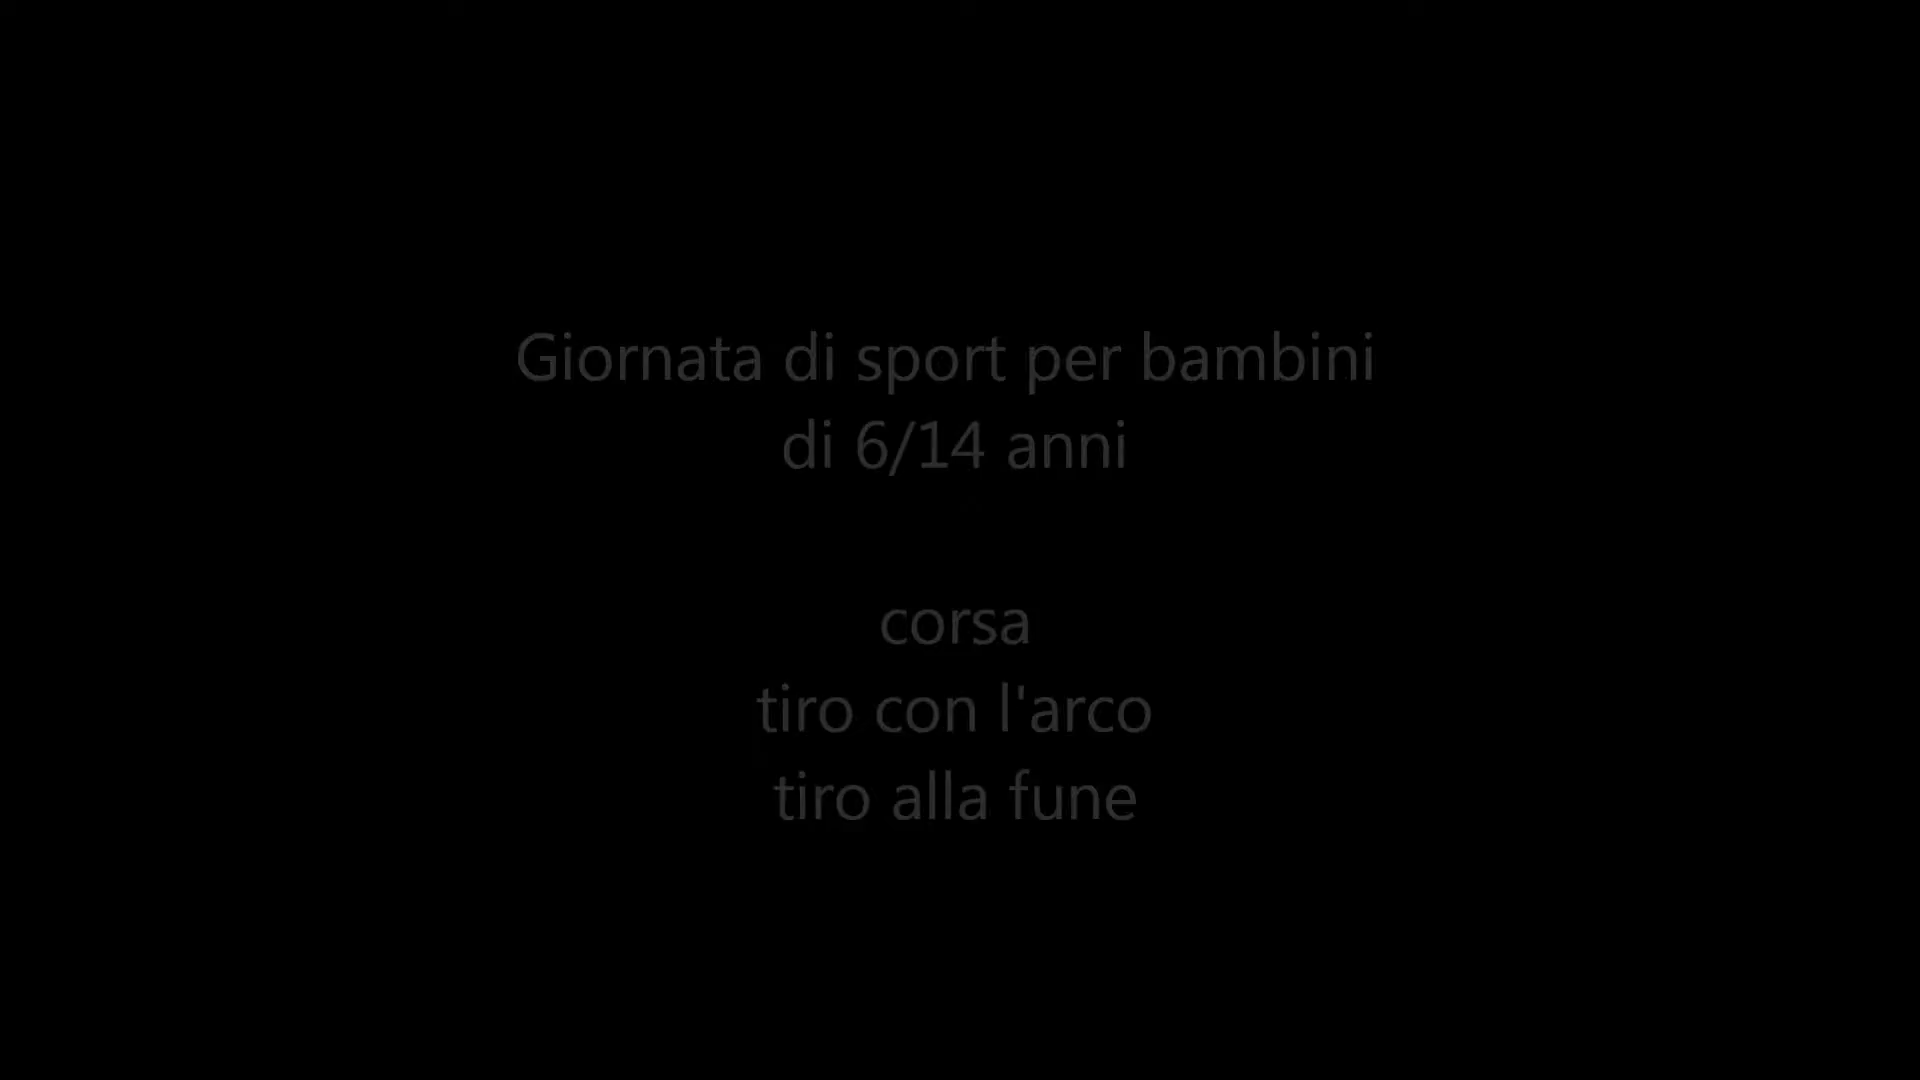 Giornata di sport per bambini
di 6/14 anni
corsa
tiro con l'arco
tiro alla fune